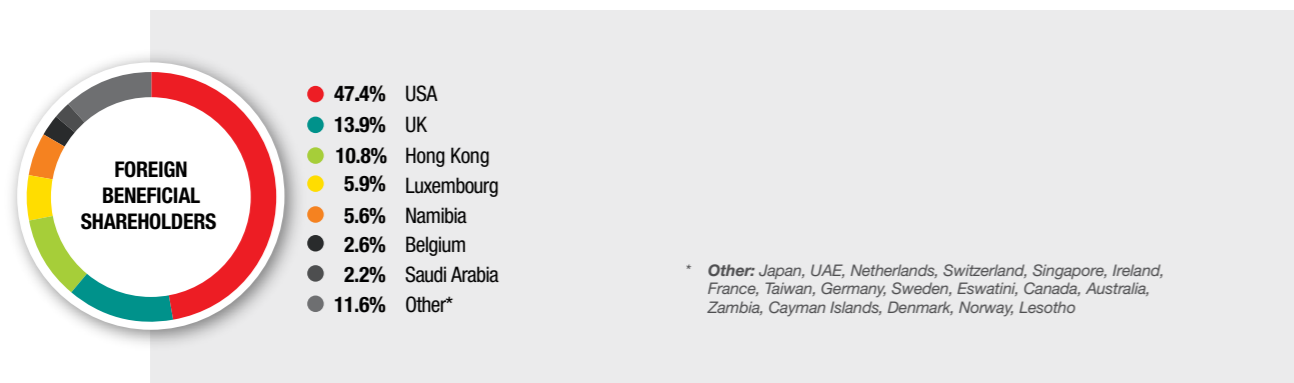 FOREIGN
BENEFICIAL
SHAREHOLDERS
47.4% USA
13.9% UK
10.8% Hong Kong
5.9% Luxembourg
5.6% Namibia
2.6% Belgium
2.2% Saudi Arabia
11.6% Other*
* Other: Japan, UAE, Netherlands, Switzerland, Singapore, Ireland,
France, Taiwan, Germany, Sweden, Eswatini, Canada, Australia,
Zambia, Cayman Islands, Denmark, Norway, Lesotho